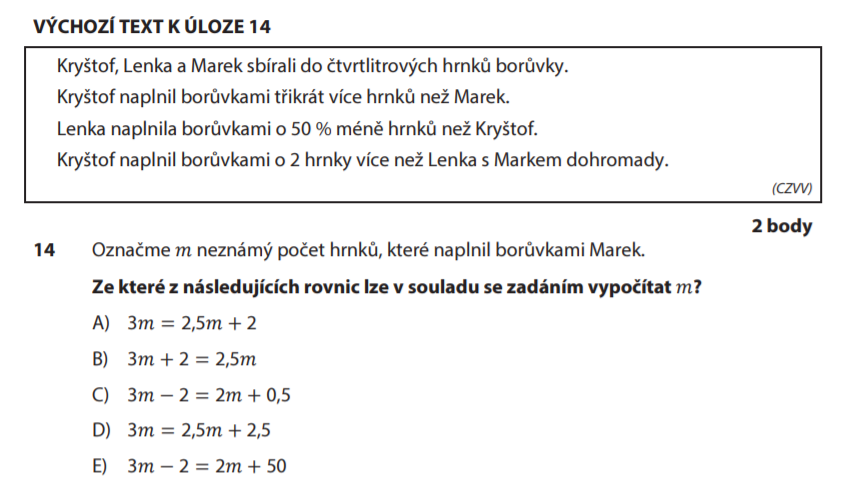 VÝCHOZÍ TEXT K ÚLOZE 14
Kryštof, Lenka a Marek sbírali do čtvrtlitrových hrnků borůvky.
Kryštof naplnil borůvkami třikrát více hrnků než Marek.
Lenka naplnila borůvkami o 50 % méně hrnků než Kryštof.
Kryštof naplnil borůvkami o 2 hrnky více než Lenka s Markem dohromady.
(CZVV)
2 body
14 Označme m neznámý počet hrnků, které naplnil borůvkami Marek.
Ze které z následujících rovnic lze v souladu se zadáním vypočítat m?
A) 3m = 2,5m + 2
B) 3m + 2 = 2,5m
C) 3m − 2 = 2m + 0,5
D) 3m = 2,5m + 2,5
E) 3m − 2 = 2m + 50